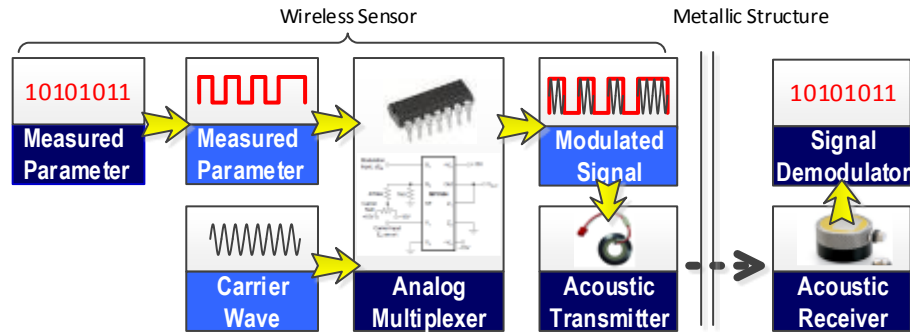 Wireless Sensor
Metallic Structure
10101011
Measured
Parameter
Measured
Parameter
Carrier
Wave
Analog
Multiplexer
Modulated
Signal
Acoustic
Transmitter
10101011
Signal
Demodulator
Acoustic
Receiver